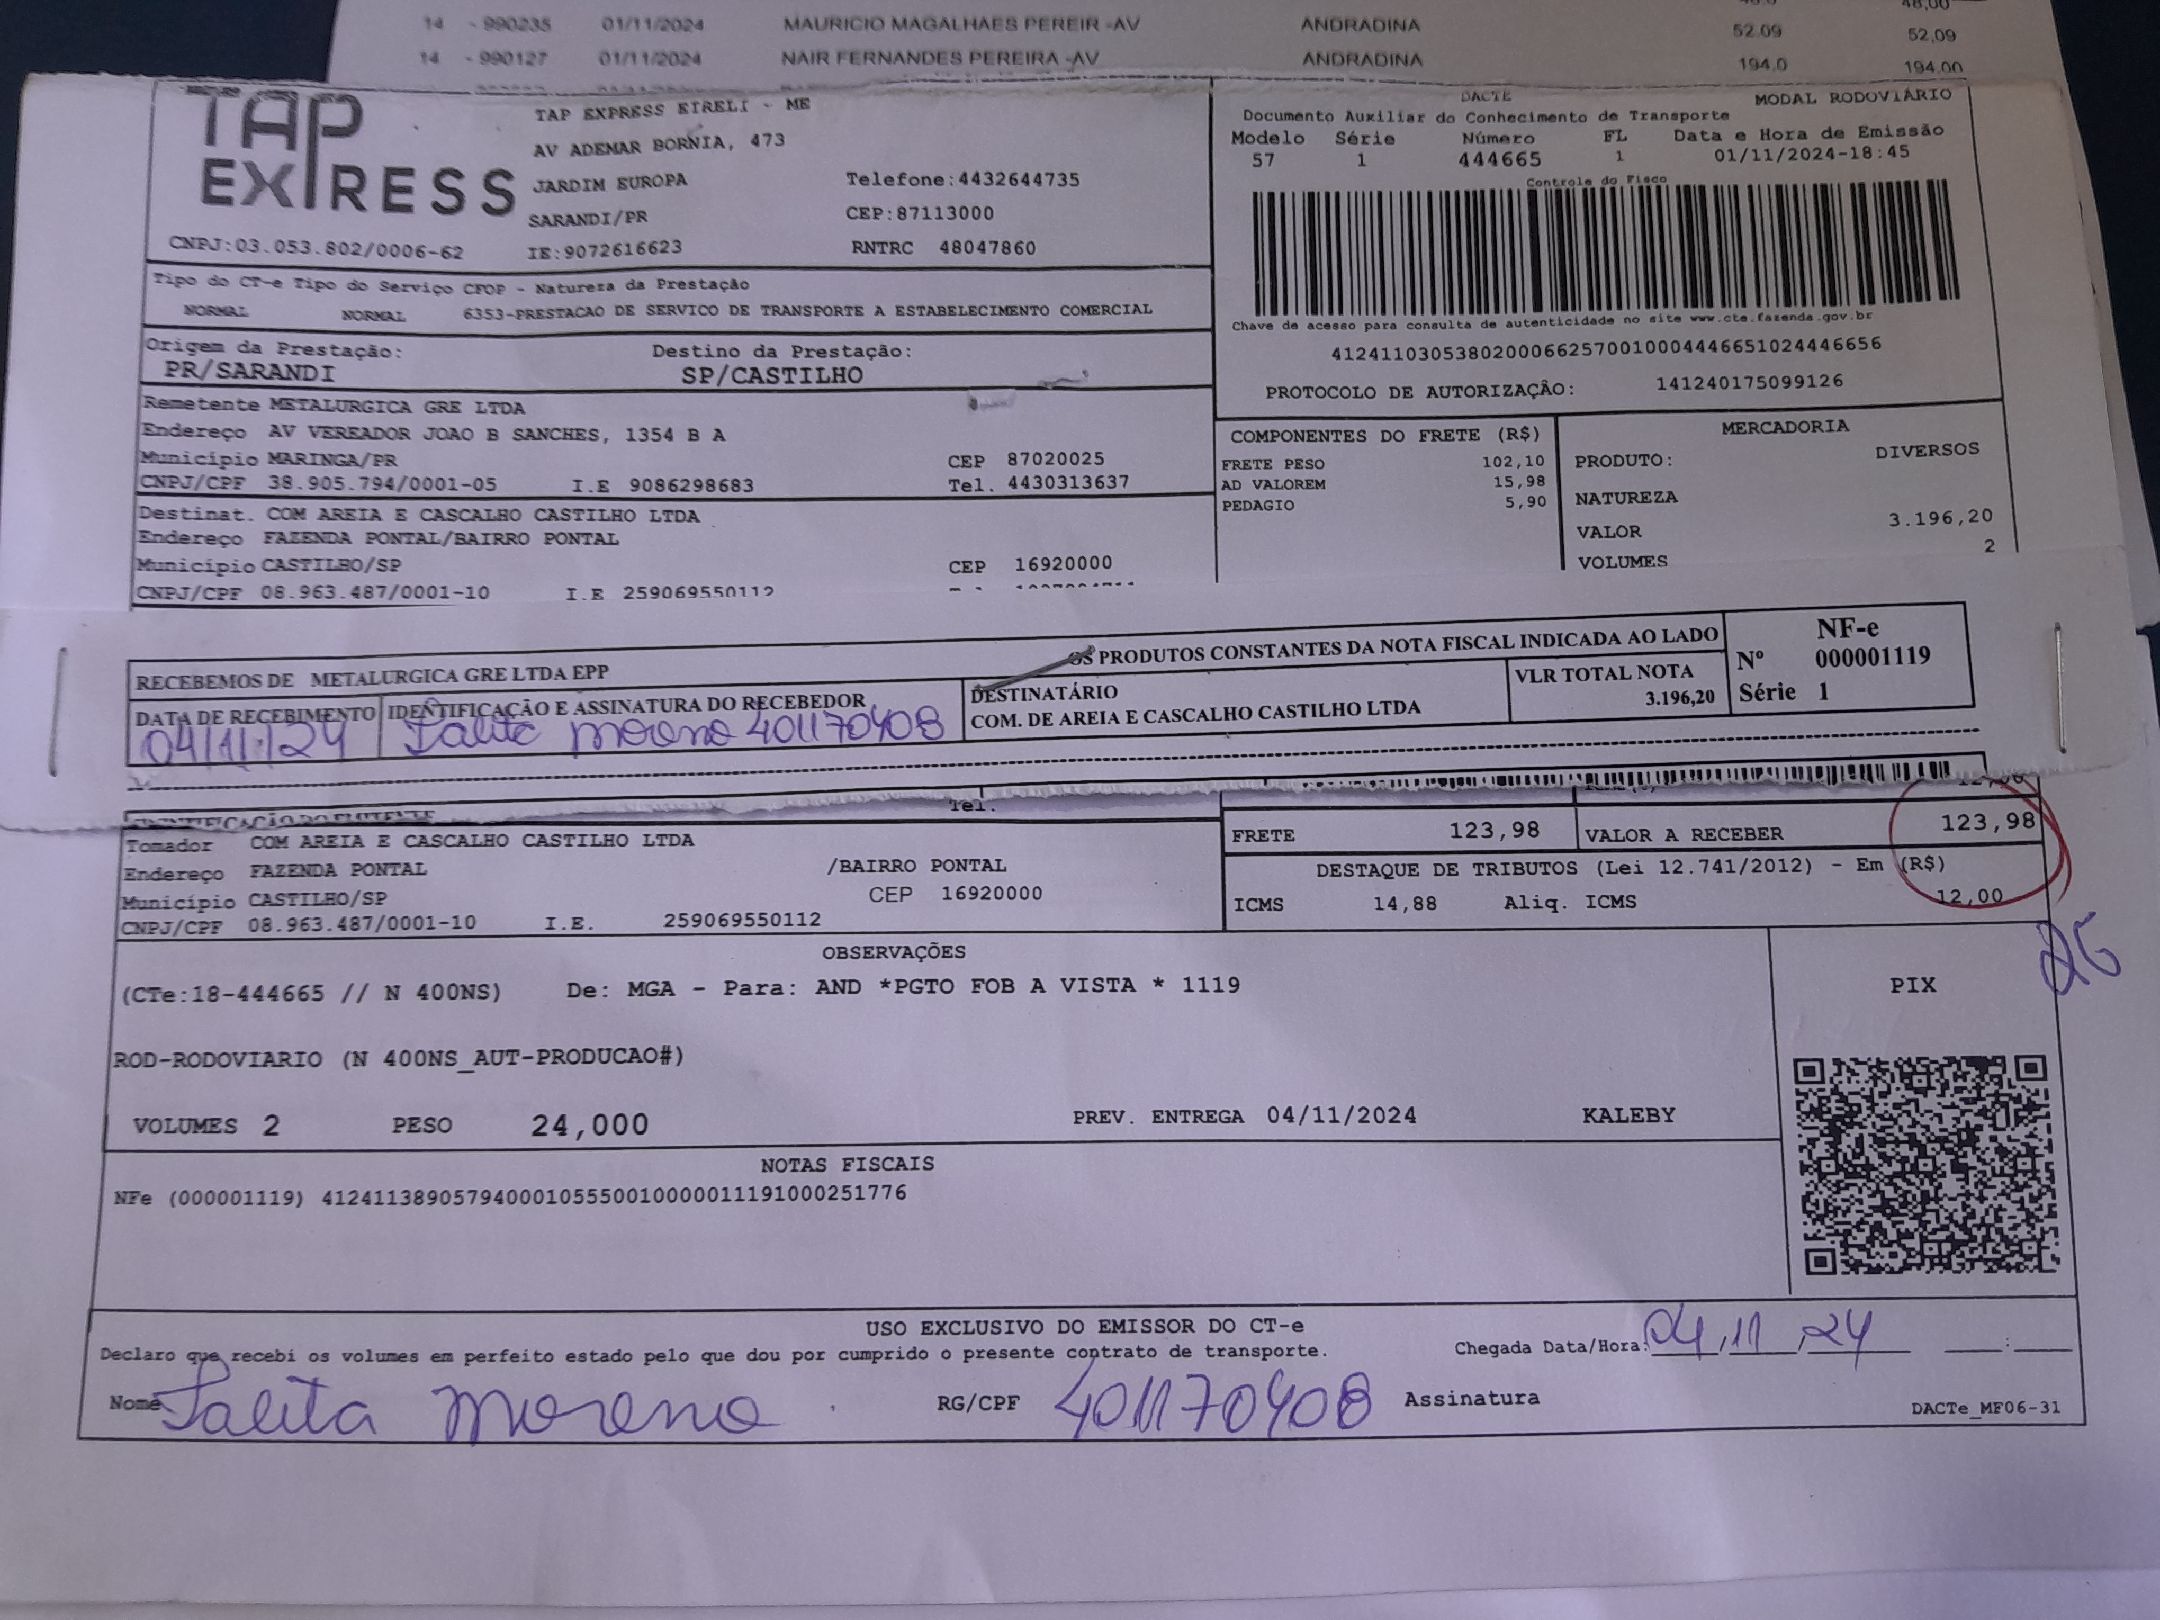 48,00
14 - 990235 01/11/2024 MAURICIO MAGALHAES PEREIR -AV ANDRADINA 52.09 52,09
14 - 990127 01/11/2024 NAIR FERNANDES PEREIRA -AV ANDRADINA 194.0 194,00
TAP EXPRESS
TAP EXPRESS EIRELI - ME
AV ADEMAR BORNIA, 473
JARDIM EUROPA Telefone:4432644735
SARANDI/PR CEP:87113000
CNPJ:03.053.802/0006-62 IE:9072616623 RNTRC 48047860
DACTE MODAL RODOVIÁRIO
Documento Auxiliar do Conhecimento de Transporte
Modelo Série Número FL Data e Hora de Emissão
57 1 444665 1 01/11/2024-18:45
Controle do Fisco
Chave de acesso para consulta de autenticidade no site www.cte.fazenda.gov.br
41241103053802000662570010004446651024446656
PROTOCOLO DE AUTORIZAÇÃO: 141240175099126
Tipo do CT-e Tipo do Serviço CFOP - Natureza da Prestação
NORMAL NORMAL 6353-PRESTACAO DE SERVICO DE TRANSPORTE A ESTABELECIMENTO COMERCIAL
Origem da Prestação: Destino da Prestação:
PR/SARANDI SP/CASTILHO
Remetente METALURGICA GRE LTDA
Endereço AV VEREADOR JOAO B SANCHES, 1354 B A
Município MARINGA/PR CEP 87020025
CNPJ/CPF 38.905.794/0001-05 I.E 9086298683 Tel. 4430313637
Destinat. COM AREIA E CASCALHO CASTILHO LTDA
Endereço FAZENDA PONTAL/BAIRRO PONTAL
Município CASTILHO/SP CEP 16920000
CNPJ/CPF 08.963.487/0001-10 I.E 259069550112
COMPONENTES DO FRETE (R$)
FRETE PESO 102,10
AD VALOREM 15,98
PEDAGIO 5,90
MERCADORIA
PRODUTO: DIVERSOS
NATUREZA
VALOR 3.196,20
VOLUMES 2
RECEBEMOS DE METALURGICA GRE LTDA EPP OS PRODUTOS CONSTANTES DA NOTA FISCAL INDICADA AO LADO
DATA DE RECEBIMENTO IDENTIFICAÇÃO E ASSINATURA DO RECEBEDOR
04/11/24 Talita Moreno 401170408
DESTINATÁRIO
COM. DE AREIA E CASCALHO CASTILHO LTDA
VLR TOTAL NOTA
3.196,20
NF-e
Nº 000001119
Série 1
Tel.
Tomador COM AREIA E CASCALHO CASTILHO LTDA
Endereço FAZENDA PONTAL /BAIRRO PONTAL
Município CASTILHO/SP CEP 16920000
CNPJ/CPF 08.963.487/0001-10 I.E. 259069550112
FRETE 123,98 VALOR A RECEBER 123,98
DESTAQUE DE TRIBUTOS (Lei 12.741/2012) - Em (R$)
ICMS 14,88 Aliq. ICMS 12,00
OBSERVAÇÕES
(CTe:18-444665 // N 400NS) De: MGA - Para: AND *PGTO FOB A VISTA * 1119
ROD-RODOVIARIO (N 400NS_AUT-PRODUCAO#)
VOLUMES 2 PESO 24,000 PREV. ENTREGA 04/11/2024 KALEBY
PIX
NOTAS FISCAIS
NFe (000001119) 41241138905794000105550010000011191000251776
USO EXCLUSIVO DO EMISSOR DO CT-e
Declaro que recebi os volumes em perfeito estado pelo que dou por cumprido o presente contrato de transporte.
Chegada Data/Hora: 04/11/24 :
Nome Talita Moreno RG/CPF 401170408 Assinatura
DACTe_MF06-31